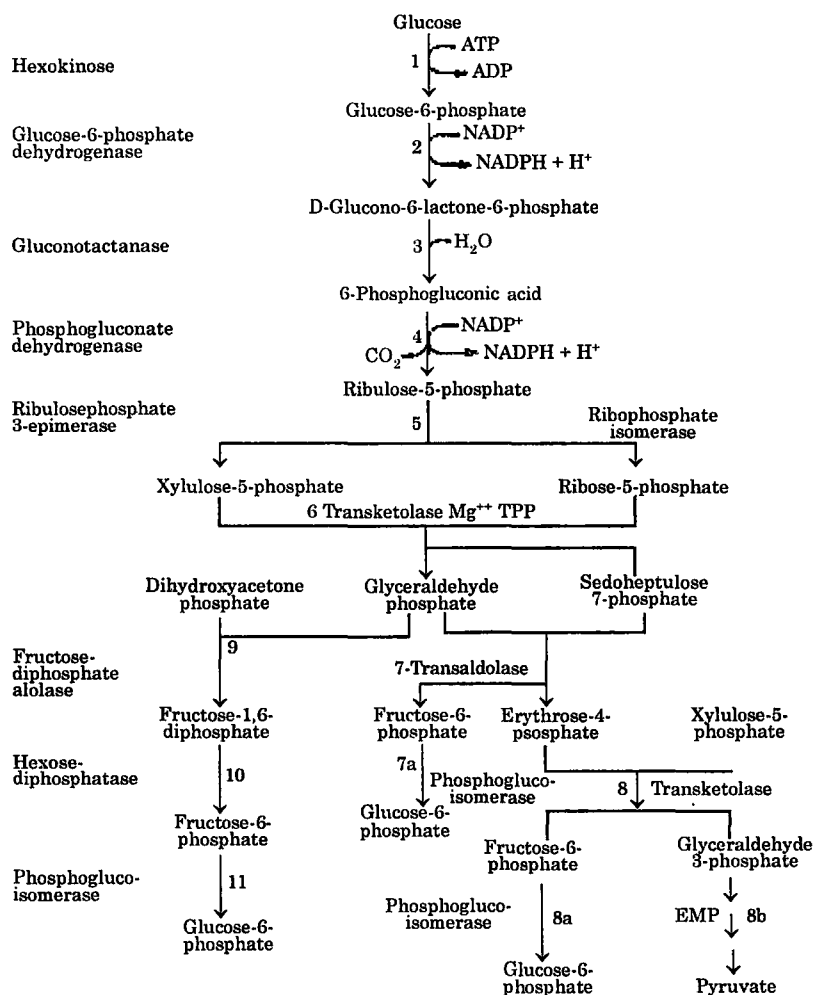 Glucose
ATP
1
ADP
Hexokinose
Glucose-6-phosphate
Glucose-6-phosphate
dehydrogenase
NADP⁺
2
NADPH + H⁺
D-Glucono-6-lactone-6-phosphate
Gluconotactanase
3
H₂O
6-Phosphogluconic acid
Phosphogluconate
dehydrogenase
NADP⁺
4
CO₂
NADPH + H⁺
Ribulose-5-phosphate
Ribulosephosphate
3-epimerase
5
Ribophosphate
isomerase
Xylulose-5-phosphate
Ribose-5-phosphate
6 Transketolase Mg⁺⁺ TPP
Dihydroxyacetone
phosphate
Glyceraldehyde
phosphate
Sedoheptulose
7-phosphate
9
Fructose-
diphosphate
alolase
7-Transaldolase
Fructose-1,6-
diphosphate
Fructose-6-
phosphate
Erythrose-4-
psosphate
Xylulose-5-
phosphate
Hexose-
diphosphatase
10
7a
Phosphogluco-
isomerase
8
Transketolase
Fructose-6-
phosphate
Glucose-6-
phosphate
Fructose-6-
phosphate
Glyceraldehyde
3-phosphate
Phosphogluco-
isomerase
11
Phosphogluco-
isomerase
8a
EMP
8b
Glucose-6-
phosphate
Glucose-6-
phosphate
Pyruvate